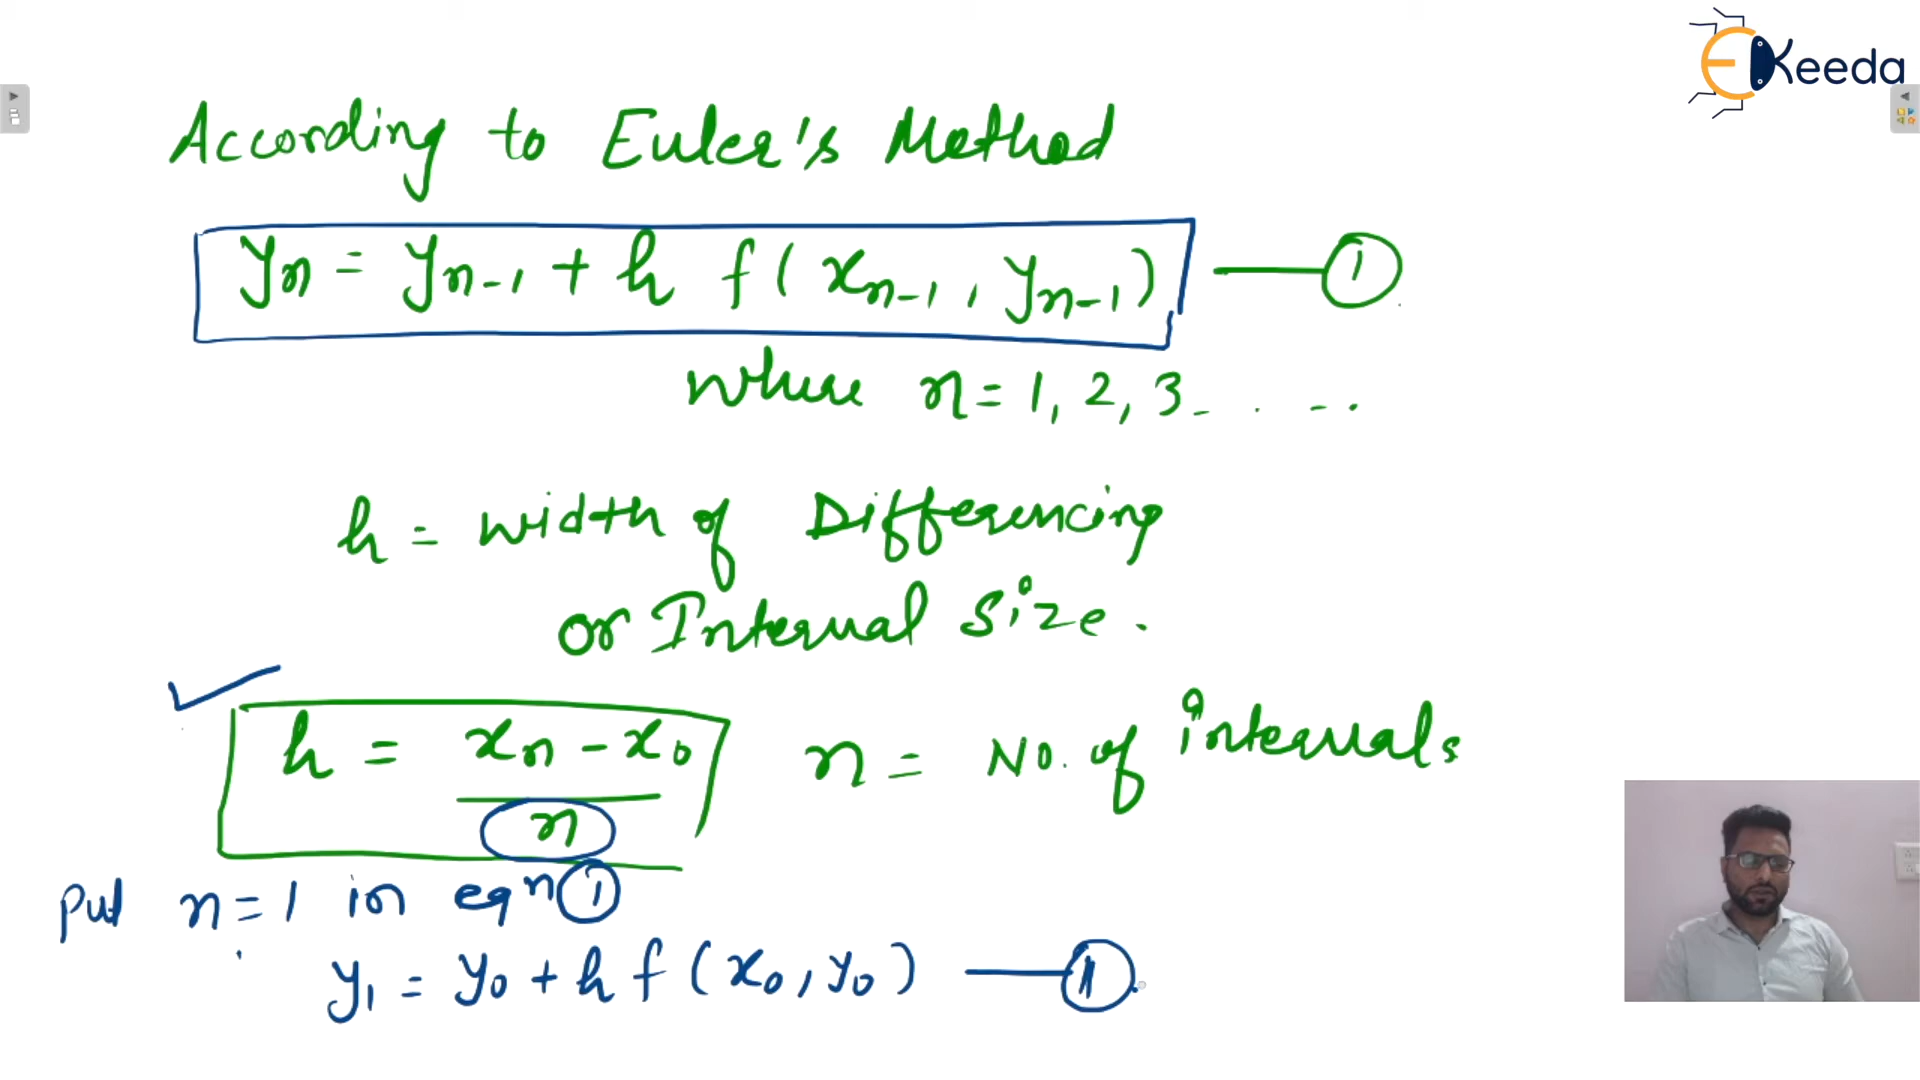 EKeeda
According to Euler's Method
yₙ = yₙ₋₁ + h f(xₙ₋₁, yₙ₋₁) — ①
where n = 1, 2, 3 - . - .
h = width of Differencing
or Interval Size.
h = (xₙ - x₀) / n n = No. of intervals
Put n = 1 in eqⁿ ①
y₁ = y₀ + h f(x₀, y₀) — ①